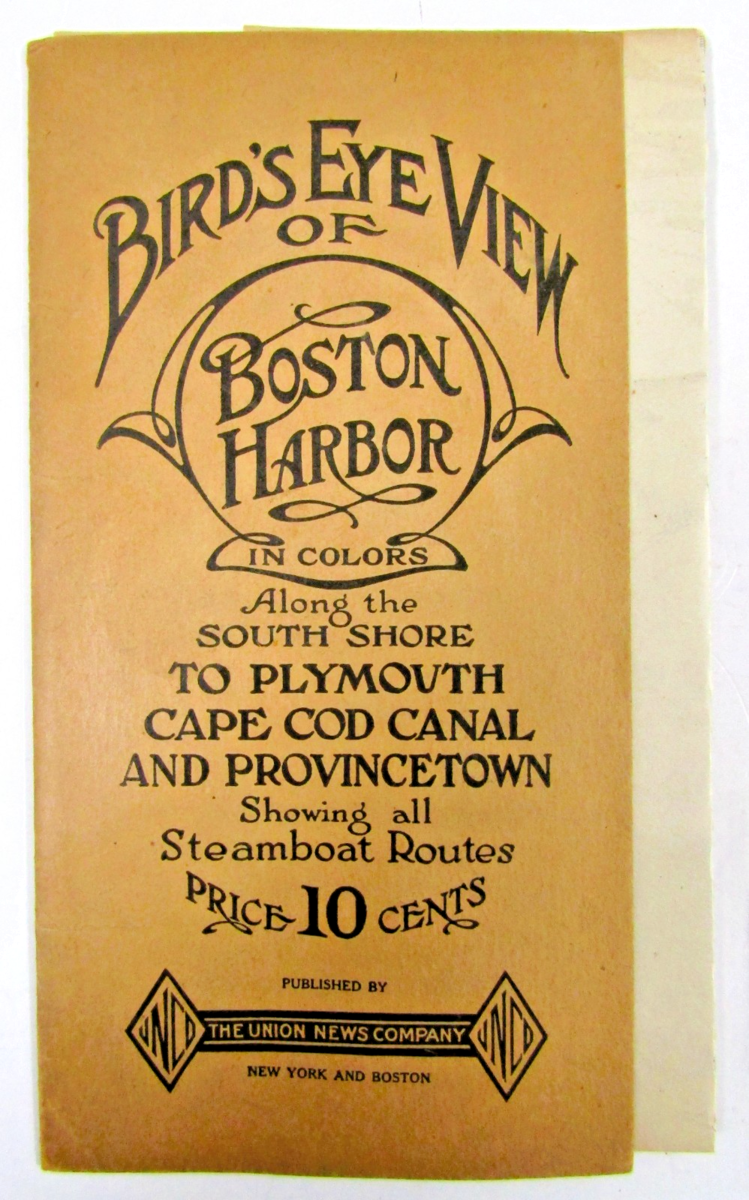 BIRD'S EYE VIEW
OF
BOSTON
HARBOR
IN COLORS
Along the
SOUTH SHORE
TO PLYMOUTH
CAPE COD CANAL
AND PROVINCETOWN
Showing all
Steamboat Routes
PRICE 10 CENTS
PUBLISHED BY
UNCO THE UNION NEWS COMPANY UNCO
NEW YORK AND BOSTON